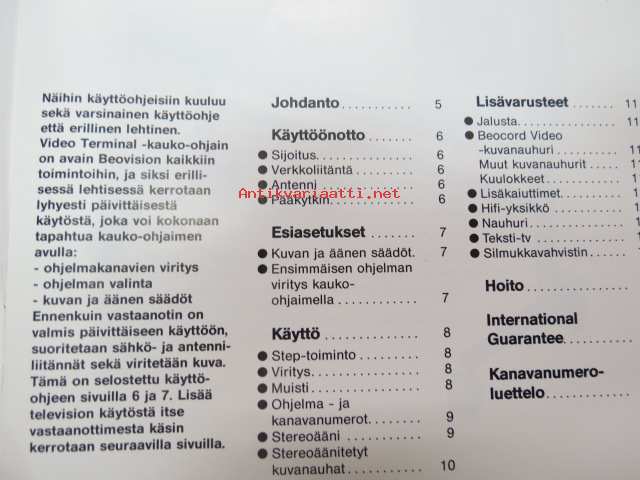 Näihin käyttöohjeisiin kuuluu
sekä varsinainen käyttöohje
että erillinen lehtinen.
Video Terminal -kauko-ohjain
on avain Beovision kaikkiin
toimintoihin, ja siksi erilli-
sessä lehtisessä kerrotaan
lyhyesti päivittäisestä
käytöstä, joka voi kokonaan
tapahtua kauko-ohjaimen
avulla:
- ohjelmakanavien viritys
- ohjelman valinta
- kuvan ja äänen säädöt
Ennenkuin vastaanotin on
valmis päivittäiseen käyttöön,
suoritetaan sähkö- ja antenni-
liitännät sekä viritetään kuva.
Tämä on selostettu käyttö-
ohjeen sivuilla 6 ja 7. Lisää
television käytöstä itse
vastaanottimesta käsin
kerrotaan seuraavilla sivuilla.
Johdanto........... 5
Käyttöönotto........ 6
● Sijoitus............ 6
● Verkkoliitäntä....... 6
● Antenni............ 6
● Pääkytkin.......... 6
Esiasetukset........ 7
● Kuvan ja äänen säädöt. 7
● Ensimmäisen ohjelman
viritys kauko-
ohjaimella........... 7
Käyttö............. 8
● Step-toiminto........ 8
● Viritys............. 8
● Muisti............. 8
● Ohjelma - ja
kanavanumerot....... 9
● Stereoääni.......... 9
● Stereoäänitetyt
kuvanauhat.......... 10
Lisävarusteet....... 11
● Jalusta............. 11
● Beocord Video
-kuvanauhuri........ 11
Muut kuvanauhurit....
Kuulokkeet..........
● Lisäkaiuttimet.......
● Hifi-yksikkö.........
● Nauhuri............
● Teksti-tv............
● Silmukkavahvistin....
Hoito..............
International
Guarantee...........
Kanavanumero-
luettelo.............
Antikvariaatti.net